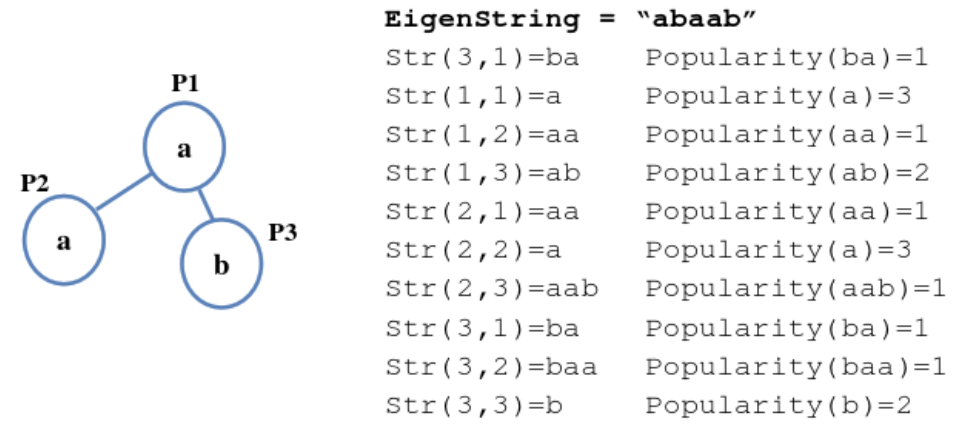 P1
a
P2
a
P3
b
EigenString = “abaab”
Str(3,1)=ba Popularity(ba)=1
Str(1,1)=a Popularity(a)=3
Str(1,2)=aa Popularity(aa)=1
Str(1,3)=ab Popularity(ab)=2
Str(2,1)=aa Popularity(aa)=1
Str(2,2)=a Popularity(a)=3
Str(2,3)=aab Popularity(aab)=1
Str(3,1)=ba Popularity(ba)=1
Str(3,2)=baa Popularity(baa)=1
Str(3,3)=b Popularity(b)=2